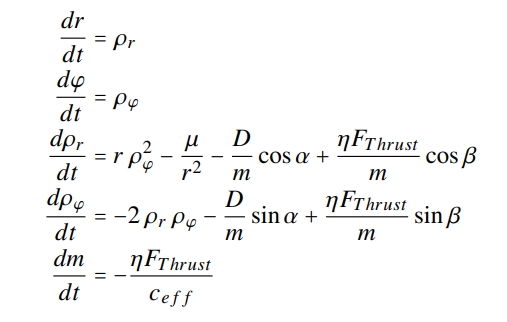 dr/dt = ρ_r
dφ/dt = ρ_φ
dρ_r/dt = r ρ_φ^2 − μ/r^2 − D/m cos α + ηF_Thrust/m cos β
dρ_φ/dt = −2 ρ_r ρ_φ − D/m sin α + ηF_Thrust/m sin β
dm/dt = − ηF_Thrust/c_eff